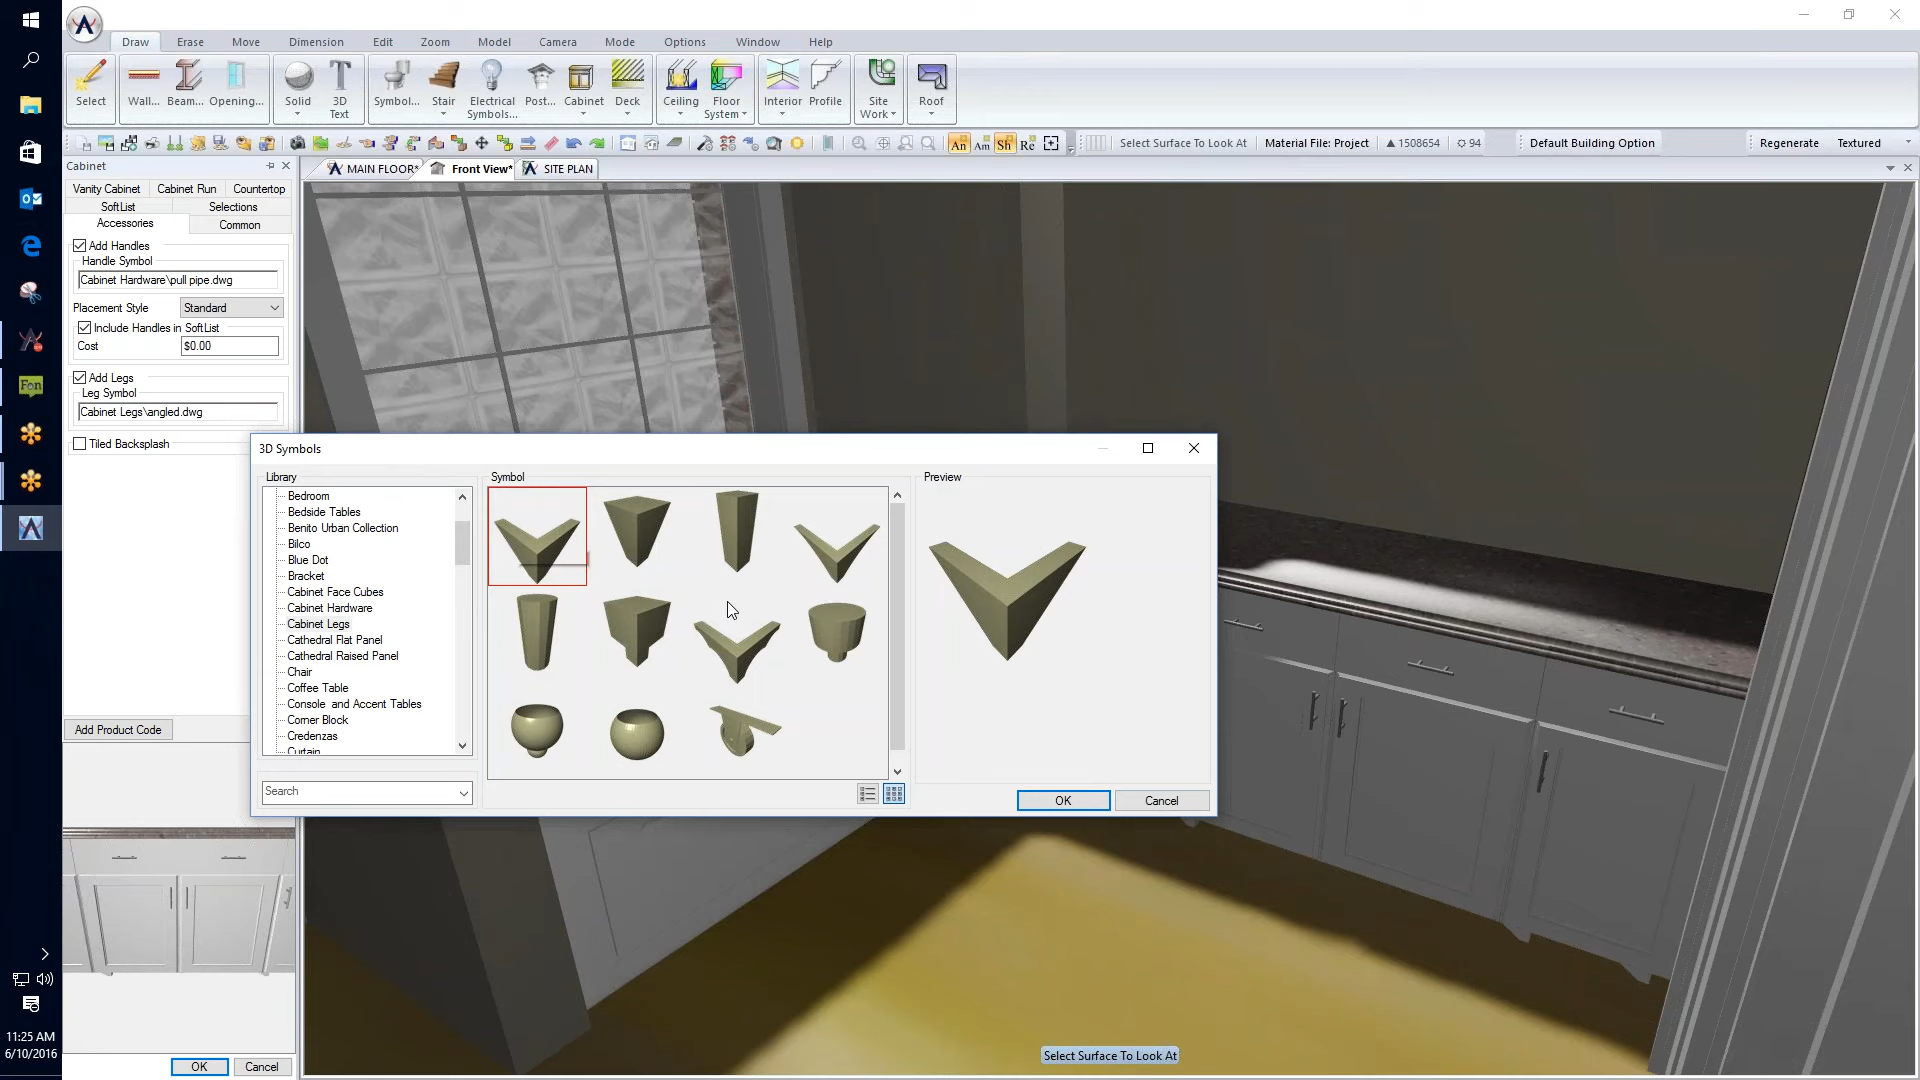 Draw Erase Move Dimension Edit Zoom Model Camera Mode Options Window Help
Select Wall... Beam... Opening... Solid 3D Text Symbol... Stair Electrical Symbols... Post... Cabinet Deck Ceiling Floor System Interior Profile Site Work Roof
An Am Sh Re Select Surface To Look At Material File: Project 1508654 94 Default Building Option Regenerate Textured
Cabinet
MAIN FLOOR* Front View* SITE PLAN
Vanity Cabinet Cabinet Run Countertop
SoftList Selections
Accessories Common
Add Handles
Handle Symbol
Cabinet Hardware\pull pipe.dwg
Placement Style Standard
Include Handles in SoftList
Cost $0.00
Add Legs
Leg Symbol
Cabinet Legs\angled.dwg
Tiled Backsplash
Add Product Code
OK Cancel
3D Symbols
Library
Bedroom
Bedside Tables
Benito Urban Collection
Bilco
Blue Dot
Bracket
Cabinet Face Cubes
Cabinet Hardware
Cabinet Legs
Cathedral Flat Panel
Cathedral Raised Panel
Chair
Coffee Table
Console and Accent Tables
Corner Block
Credenzas
Curtain
Search
Symbol
Preview
OK Cancel
Select Surface To Look At
Fon
11:25 AM
6/10/2016